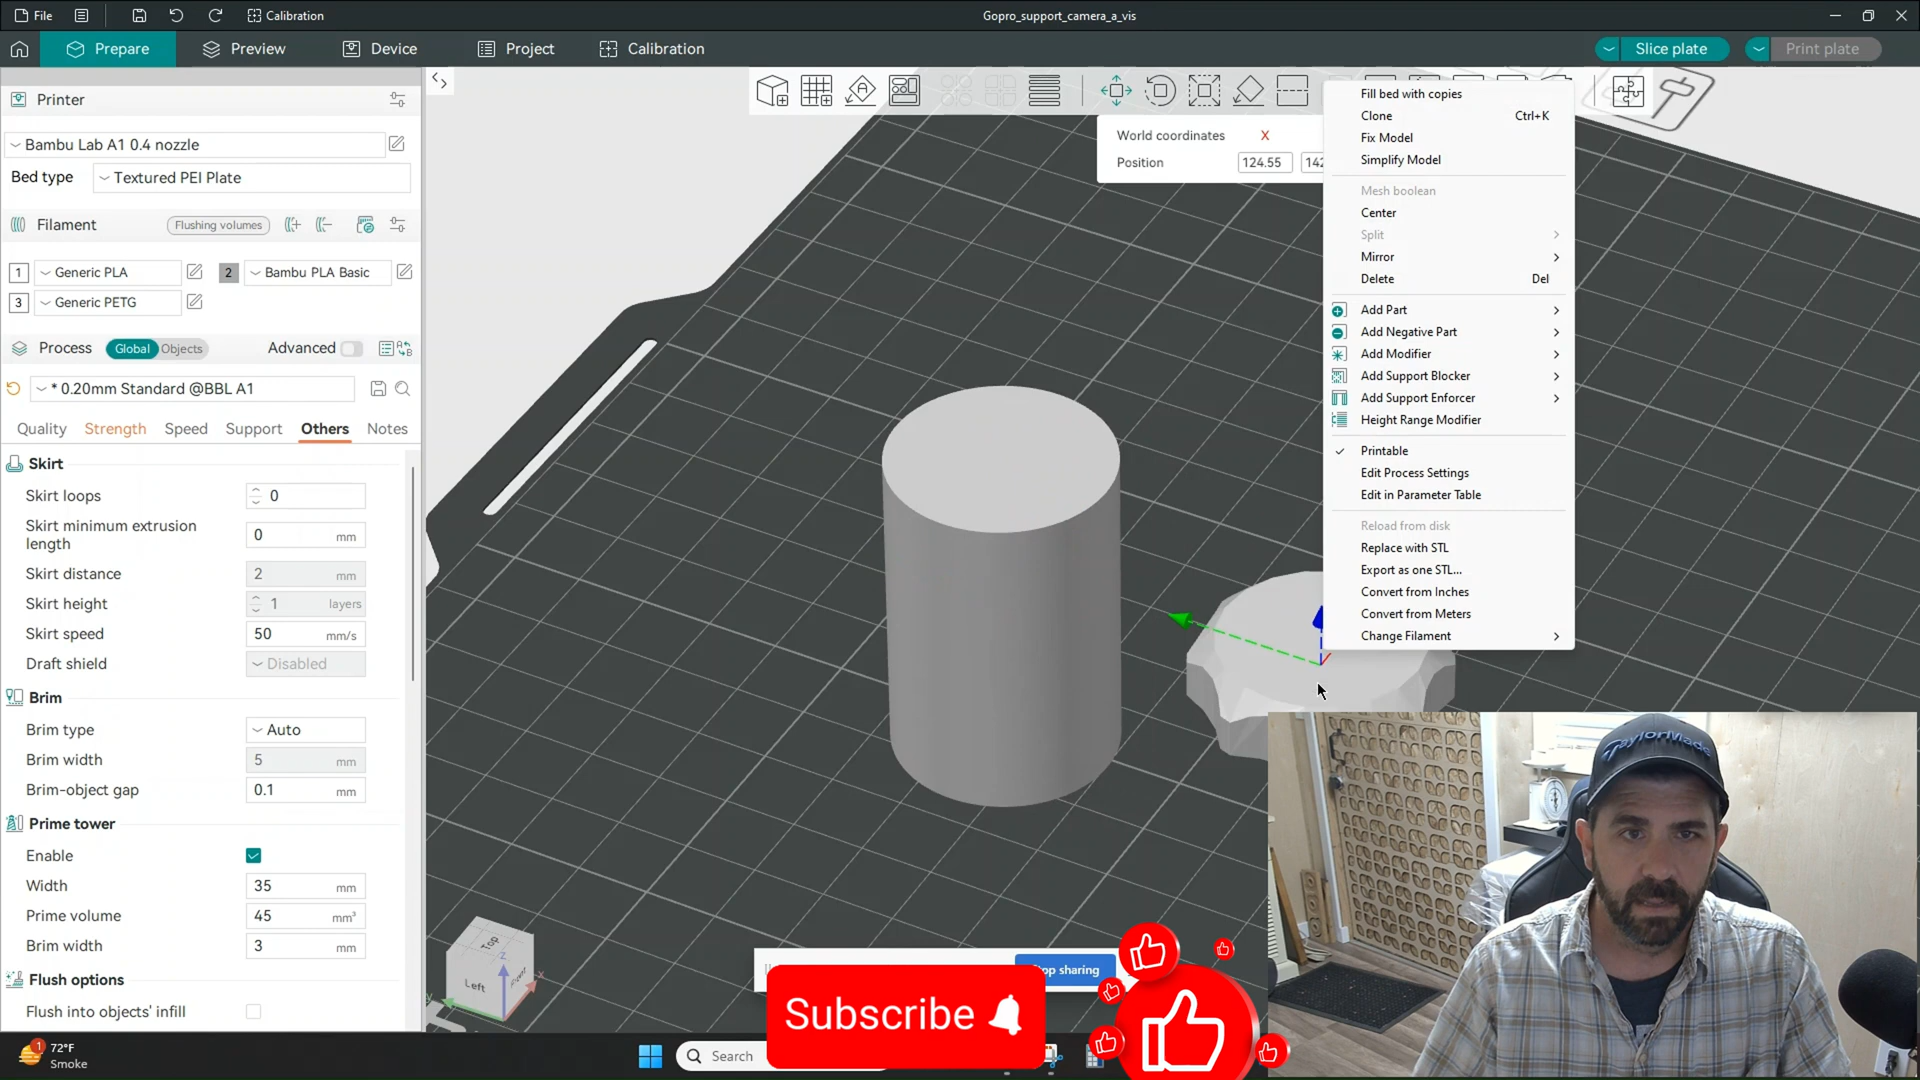 File
Calibration
Gopro_support_camera_a_vis
Prepare
Preview
Device
Project
Calibration
Slice plate
Print plate
Printer
Bambu Lab A1 0.4 nozzle
Bed type
Textured PEI Plate
Filament
Flushing volumes
1 Generic PLA
2 Bambu PLA Basic
3 Generic PETG
Process
Global
Objects
Advanced
* 0.20mm Standard @BBL A1
Quality
Strength
Speed
Support
Others
Notes
Skirt
Skirt loops 0
Skirt minimum extrusion
length 0 mm
Skirt distance 2 mm
Skirt height 1 layers
Skirt speed 50 mm/s
Draft shield Disabled
Brim
Brim type Auto
Brim width 5 mm
Brim-object gap 0.1 mm
Prime tower
Enable
Width 35 mm
Prime volume 45 mm³
Brim width 3 mm
Flush options
Flush into objects' infill
World coordinates X
Position 124.55 142
Fill bed with copies
Clone Ctrl+K
Fix Model
Simplify Model
Mesh boolean
Center
Split
Mirror
Delete Del
Add Part
Add Negative Part
Add Modifier
Add Support Blocker
Add Support Enforcer
Height Range Modifier
Printable
Edit Process Settings
Edit in Parameter Table
Reload from disk
Replace with STL
Export as one STL...
Convert from Inches
Convert from Meters
Change Filament
Top
Left
Front
Z
X
TaylorMade
op sharing
Subscribe
1
72°F
Smoke
Search